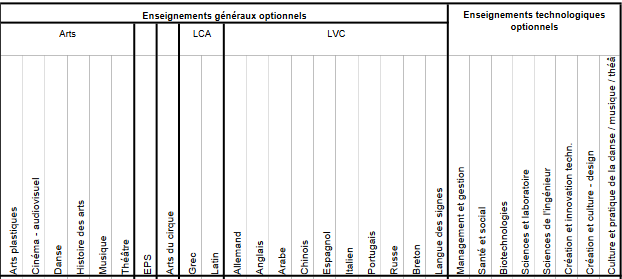 Enseignements généraux optionnels
Enseignements technologiques
optionnels
Arts
LCA
LVC
Arts plastiques
Cinéma - audiovisuel
Danse
Histoire des arts
Musique
Théâtre
EPS
Arts du cirque
Grec
Latin
Allemand
Anglais
Arabe
Chinois
Espagnol
Italien
Portugais
Russe
Breton
Langue des signes
Management et gestion
Santé et social
Biotechnologies
Sciences et laboratoire
Sciences de l'ingénieur
Création et innovation techn.
Création et culture - design
Culture et pratique de la danse / musique / théâ